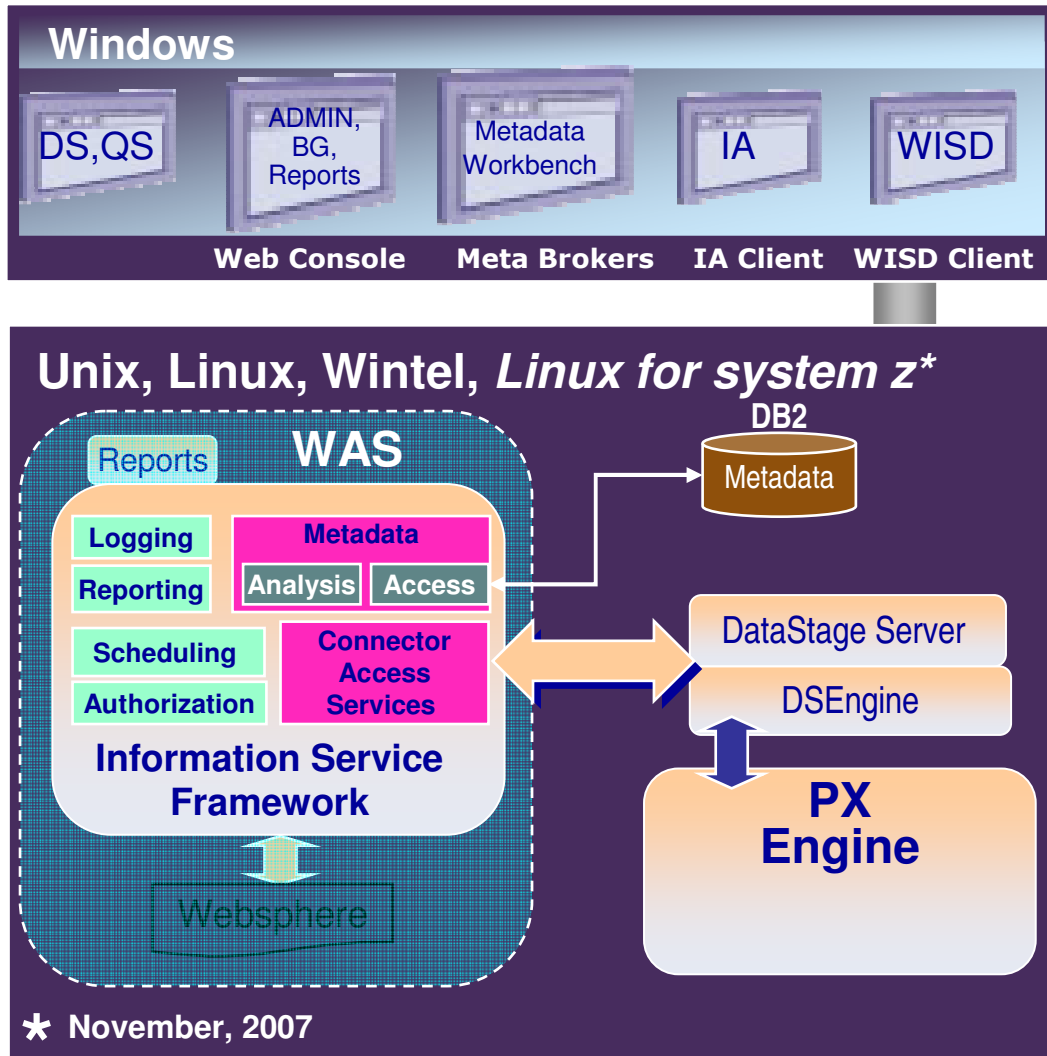 Windows
DS,QS
ADMIN,
BG,
Reports
Metadata
Workbench
IA
WISD
Web Console
Meta Brokers
IA Client
WISD Client
Unix, Linux, Wintel, Linux for system z*
DB2
Metadata
WAS
Reports
Logging
Reporting
Metadata
Analysis
Access
Scheduling
Authorization
Connector
Access
Services
Information Service
Framework
Websphere
DataStage Server
DSEngine
PX
Engine
* November, 2007